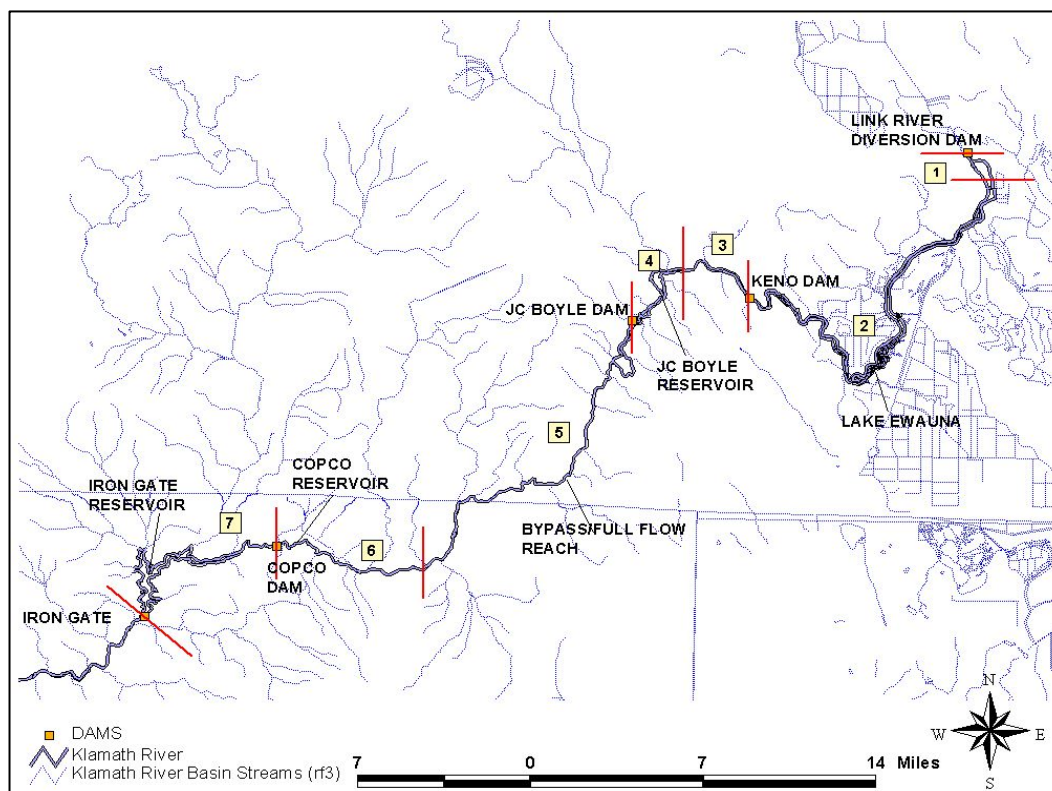 LINK RIVER
DIVERSION DAM
1
3
4
KENO DAM
JC BOYLE DAM
2
JC BOYLE
RESERVOIR
LAKE EWAUNA
5
COPCO
RESERVOIR
IRON GATE
RESERVOIR
7
BYPASS/FULL FLOW
REACH
6
COPCO
DAM
IRON GATE
N
W
E
S
DAMS
Klamath River
Klamath River Basin Streams (rf3)
7 0 7 14 Miles